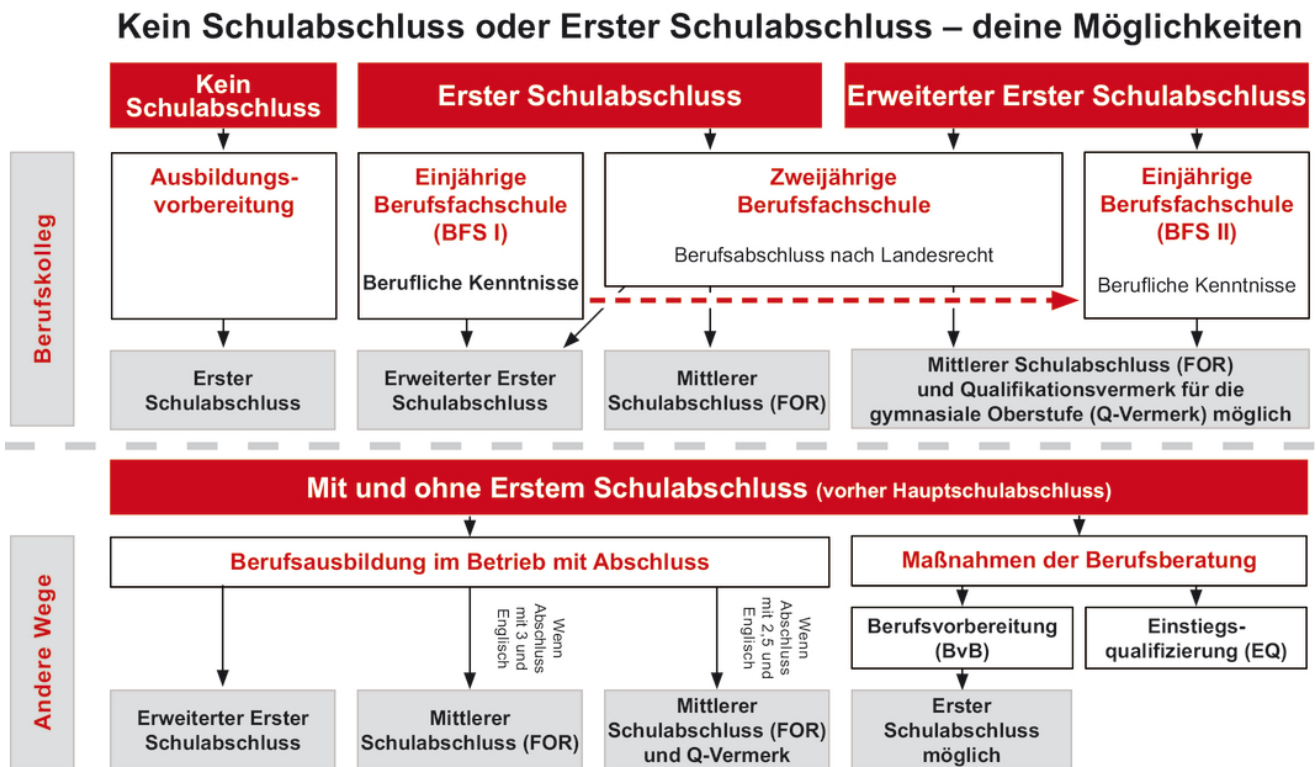 Kein Schulabschluss oder Erster Schulabschluss – deine Möglichkeiten
Kein
Schulabschluss
Erster Schulabschluss
Erweiterter Erster Schulabschluss
Berufskolleg
Ausbildungs-
vorbereitung
Einjährige
Berufsfachschule
(BFS I)
Berufliche Kenntnisse
Zweijährige
Berufsfachschule
Berufsabschluss nach Landesrecht
Einjährige
Berufsfachschule
(BFS II)
Berufliche Kenntnisse
Erster
Schulabschluss
Erweiterter Erster
Schulabschluss
Mittlerer
Schulabschluss (FOR)
Mittlerer Schulabschluss (FOR)
und Qualifikationsvermerk für die
gymnasiale Oberstufe (Q-Vermerk) möglich
Andere Wege
Mit und ohne Erstem Schulabschluss (vorher Hauptschulabschluss)
Berufsausbildung im Betrieb mit Abschluss
Maßnahmen der Berufsberatung
Wenn
Abschluss
mit 3 und
Englisch
Wenn
Abschluss
mit 2,5 und
Englisch
Berufsvorbereitung
(BvB)
Einstiegs-
qualifizierung (EQ)
Erweiterter Erster
Schulabschluss
Mittlerer
Schulabschluss (FOR)
Mittlerer
Schulabschluss (FOR)
und Q-Vermerk
Erster
Schulabschluss
möglich